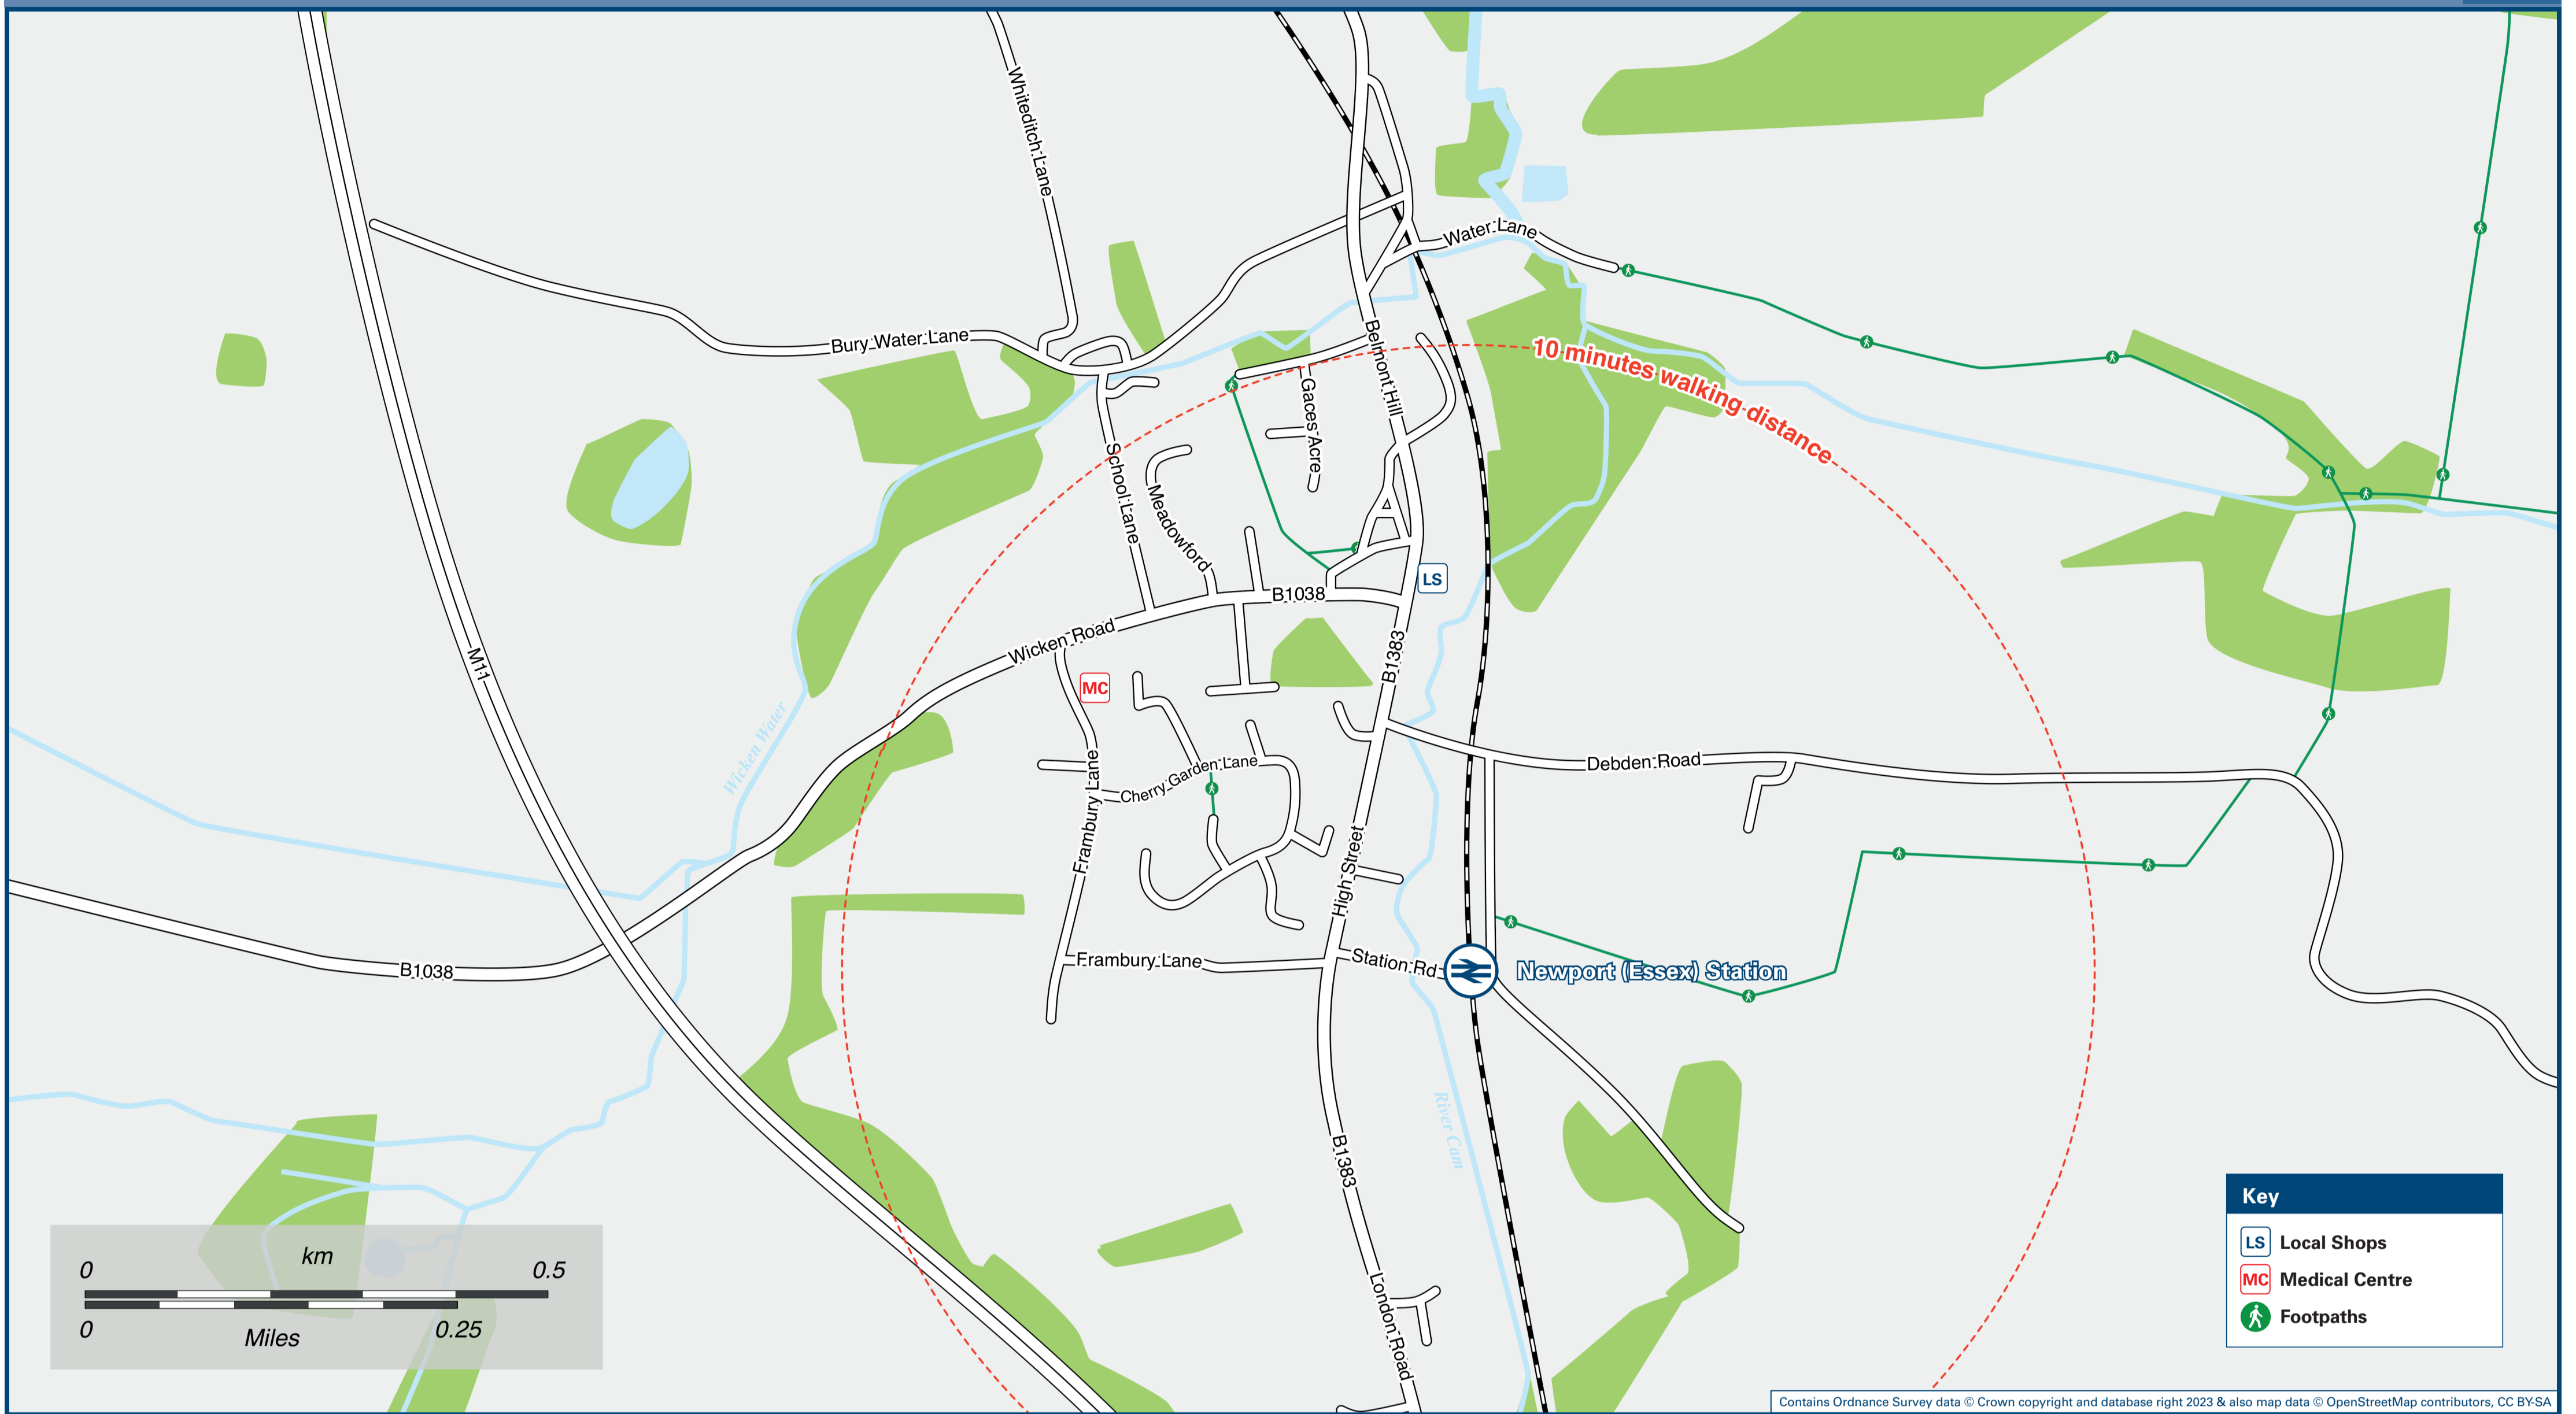 Whiteditch Lane
Water Lane
Bury Water Lane
Belmont Hill
10 minutes walking distance
Gaces Acre
School Lane
Meadowford
LS
B1038
Wicken Road
B1383
M11
MC
Wicken Water
Debden Road
Cherry Garden Lane
Frambury Lane
High Street
B1038
Frambury Lane
Station Rd
Newport (Essex) Station
River Cam
B1383
London Road
km
0 0.5
0 0.25
Miles
Key
LS Local Shops
MC Medical Centre
Footpaths
Contains Ordnance Survey data © Crown copyright and database right 2023 & also map data © OpenStreetMap contributors, CC BY-SA